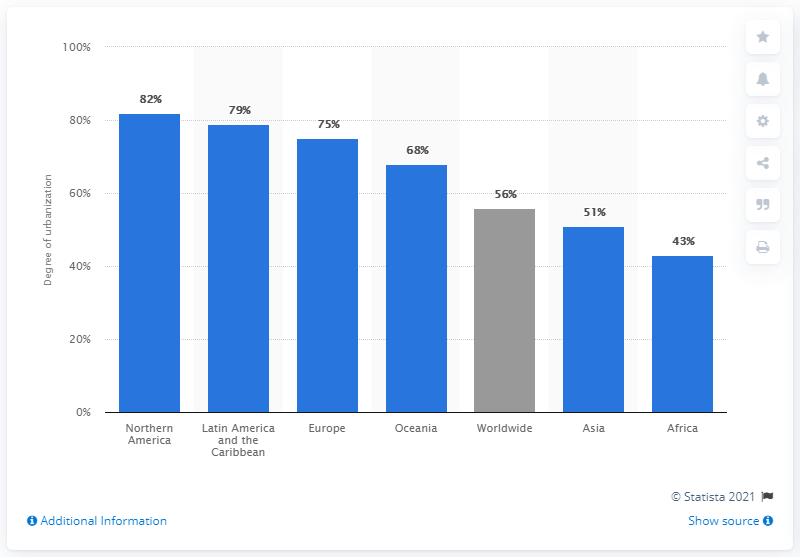 100%
80%
60%
40%
20%
0%
Degree of urbanization
82%
79%
75%
68%
56%
51%
43%
Northern
America
Latin America
and the
Caribbean
Europe
Oceania
Worldwide
Asia
Africa
© Statista 2021
Additional Information
Show source